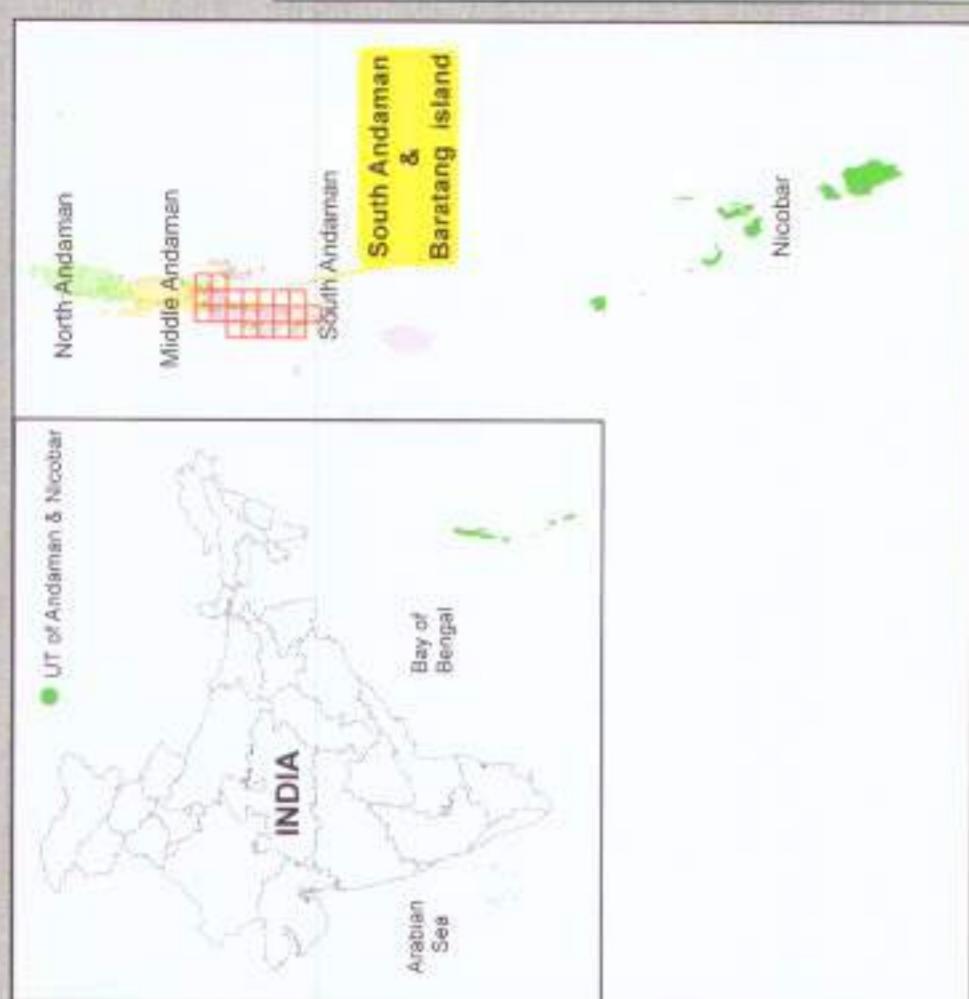 UT of Andaman & Nicobar
INDIA
Arabian
Sea
Bay of
Bengal
North Andaman
Middle Andaman
South Andaman
South Andaman
&
Baratang island
Nicobar